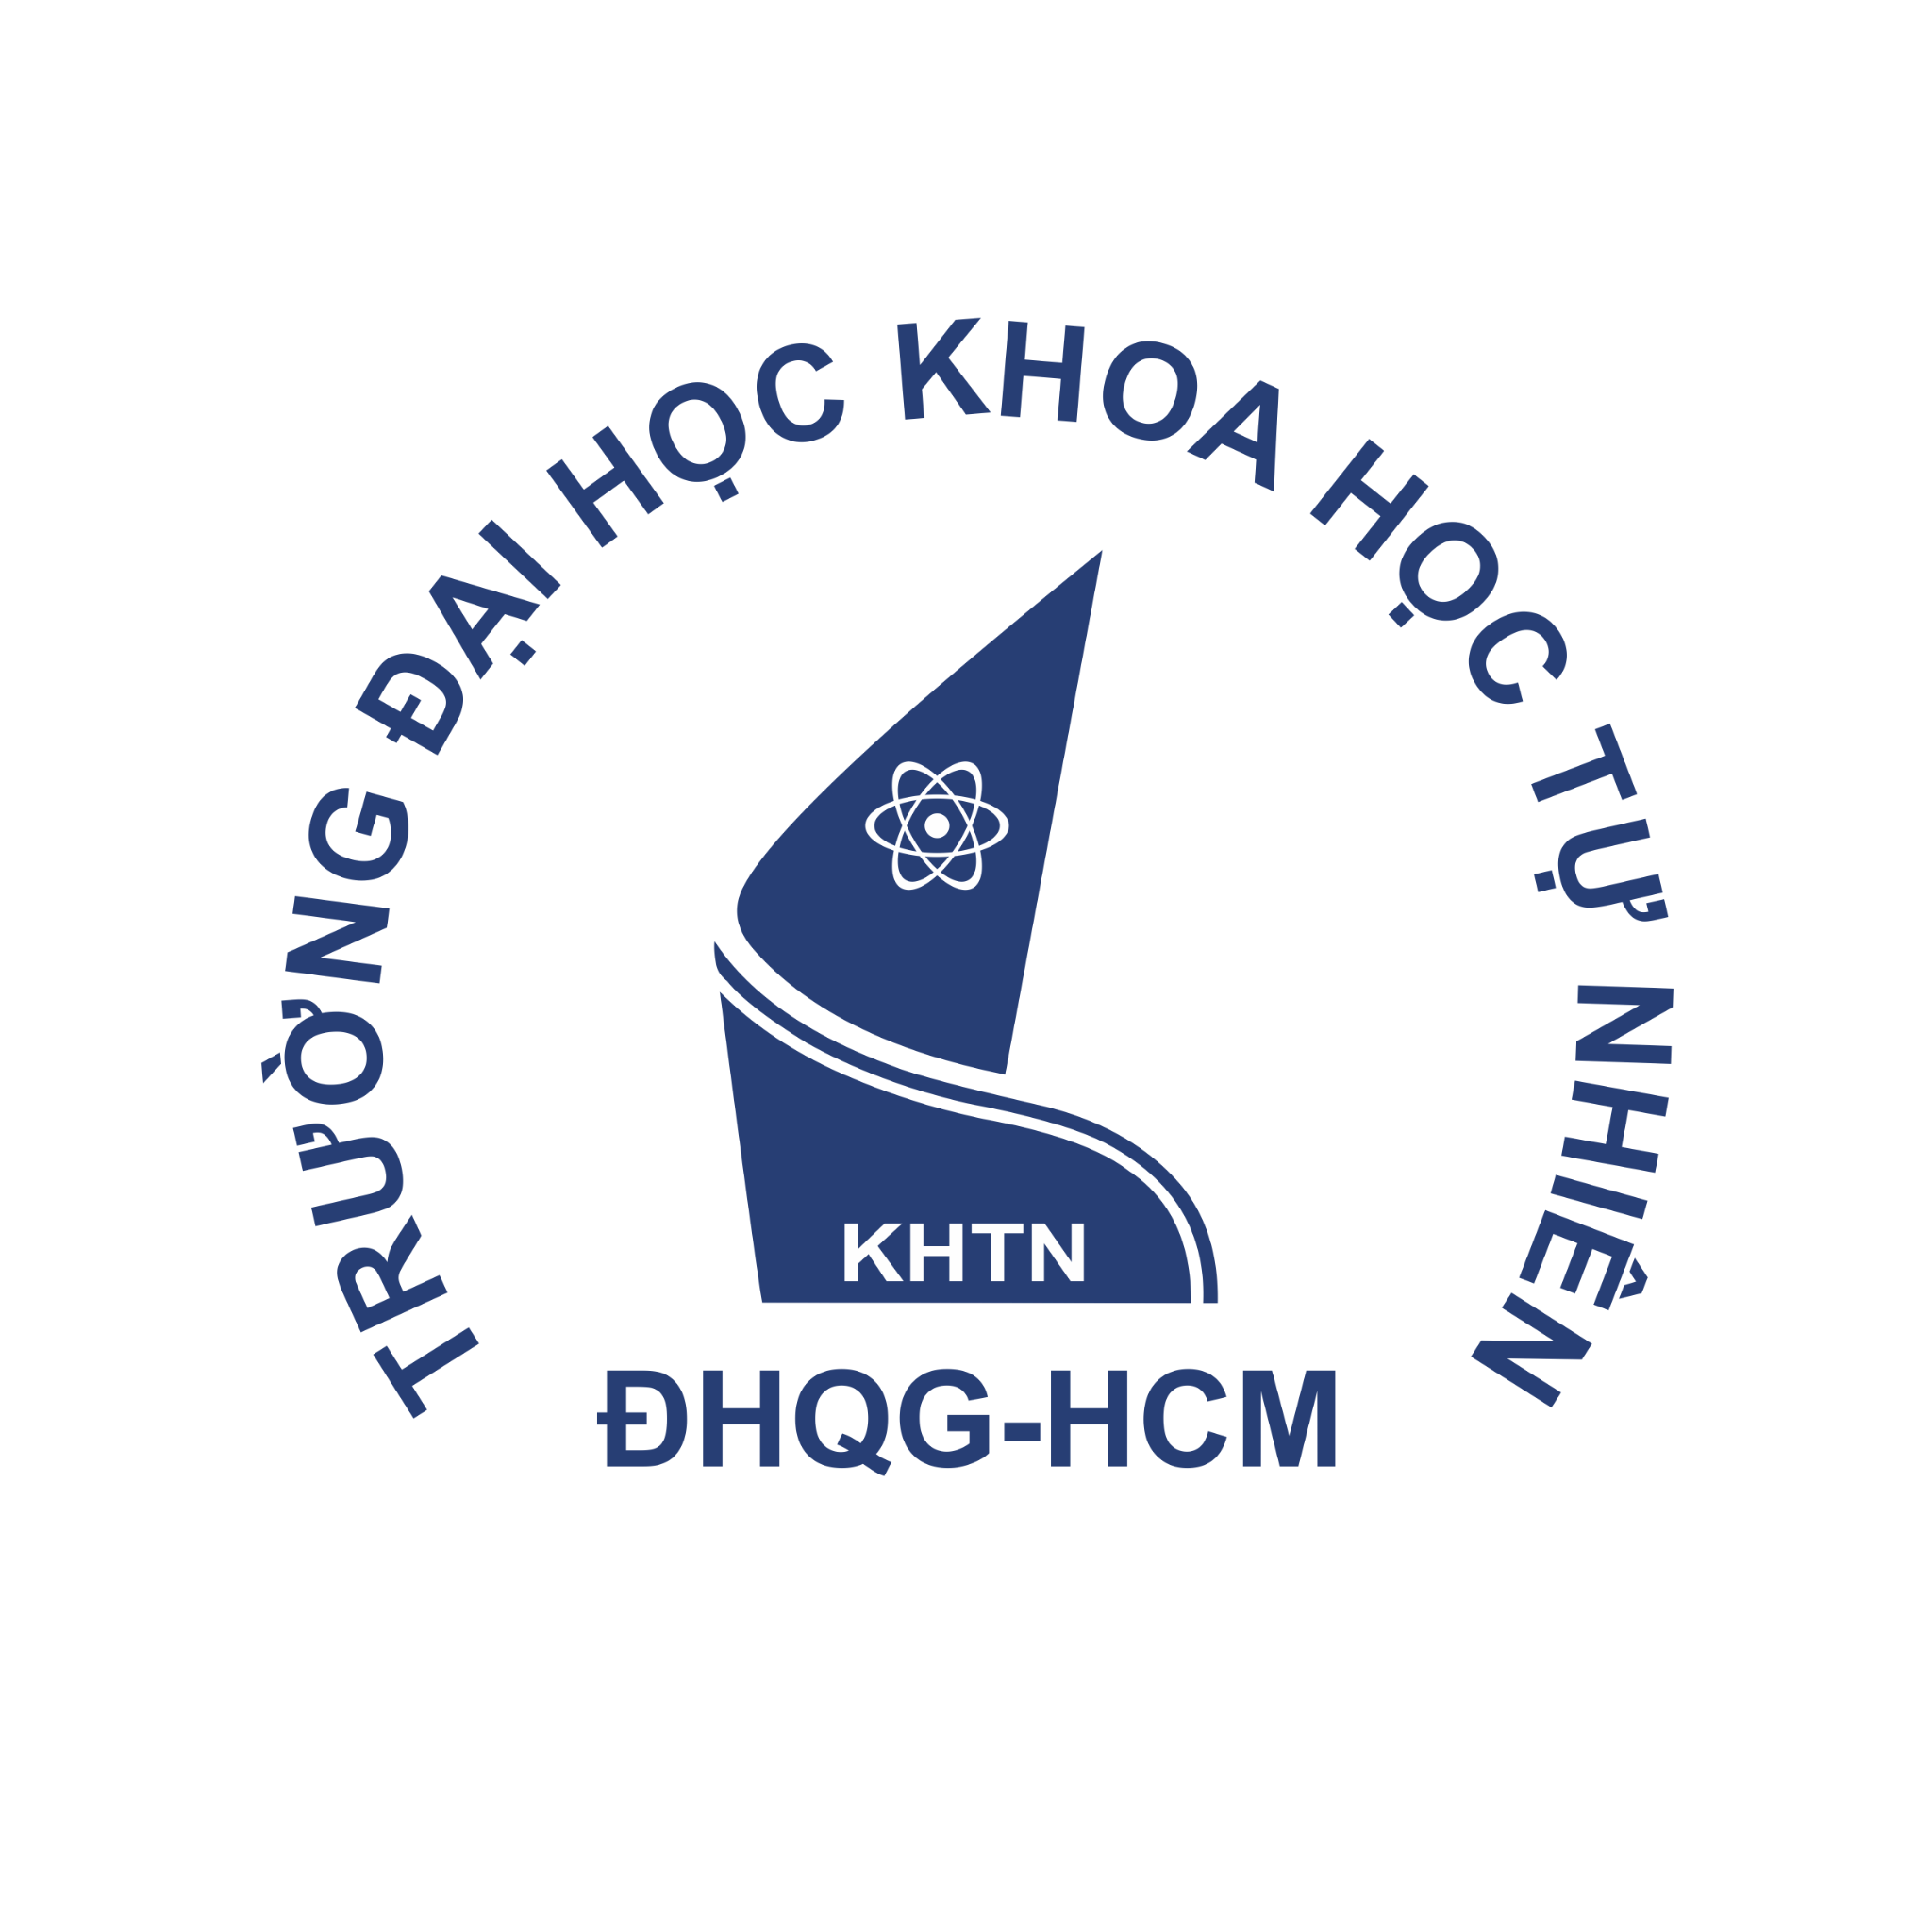 TRƯỜNG ĐẠI HỌC KHOA HỌC TỰ NHIÊN
KHTN
ĐHQG-HCM